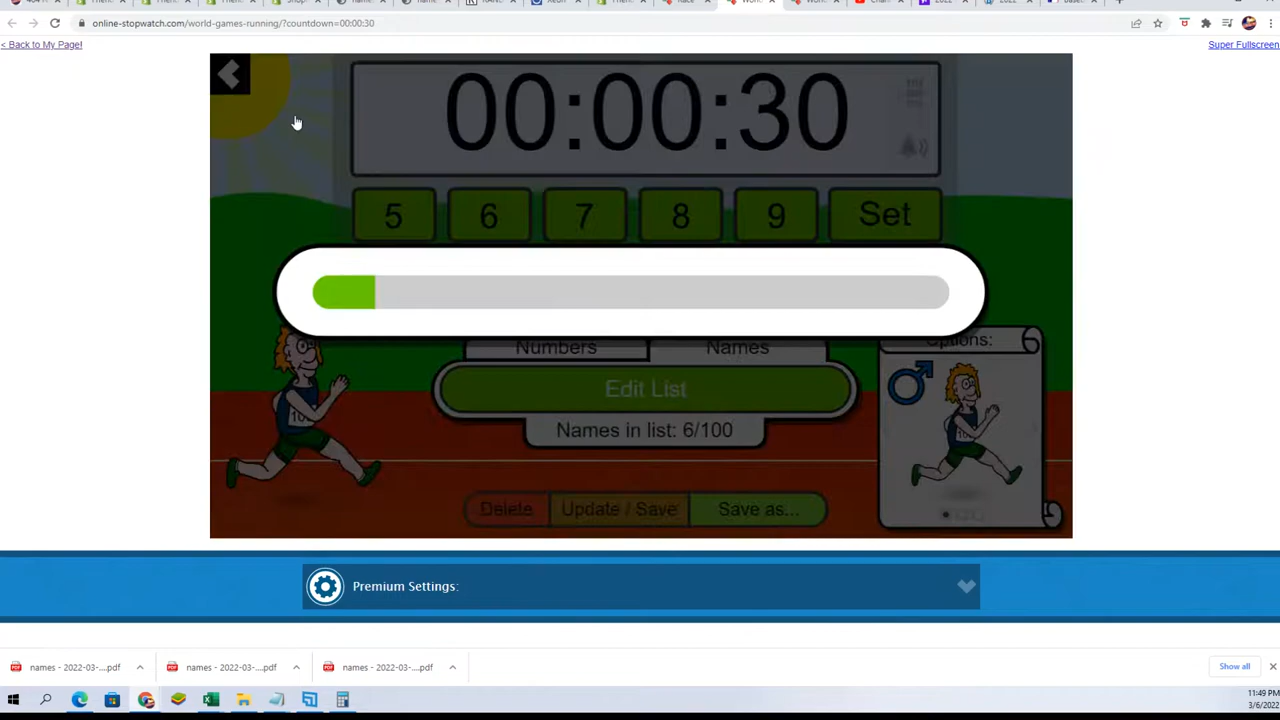 online-stopwatch.com/world-games-running/?countdown=00:00:30
< Back to My Page!
Super Fullscreen
00:00:30
5 6 7 8 9 Set
Numbers Names
Options:
Edit List
Names in list: 6/100
Delete Update / Save Save as...
Premium Settings:
names - 2022-03-....pdf names - 2022-03-....pdf names - 2022-03-....pdf Show all
11:49 PM
3/6/2022